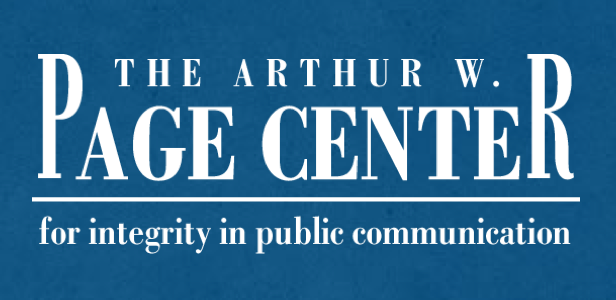 THE ARTHUR W.
PAGE CENTER
for integrity in public communication